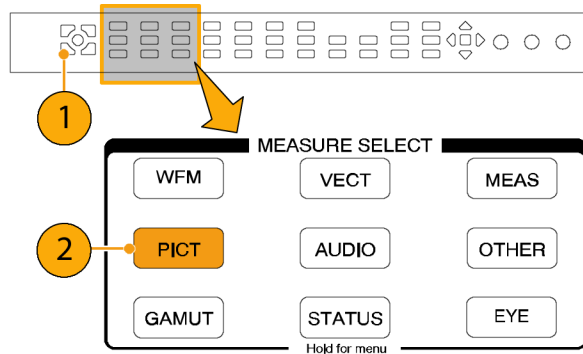 1
MEASURE SELECT
WFM VECT MEAS
2 PICT AUDIO OTHER
GAMUT STATUS EYE
Hold for menu